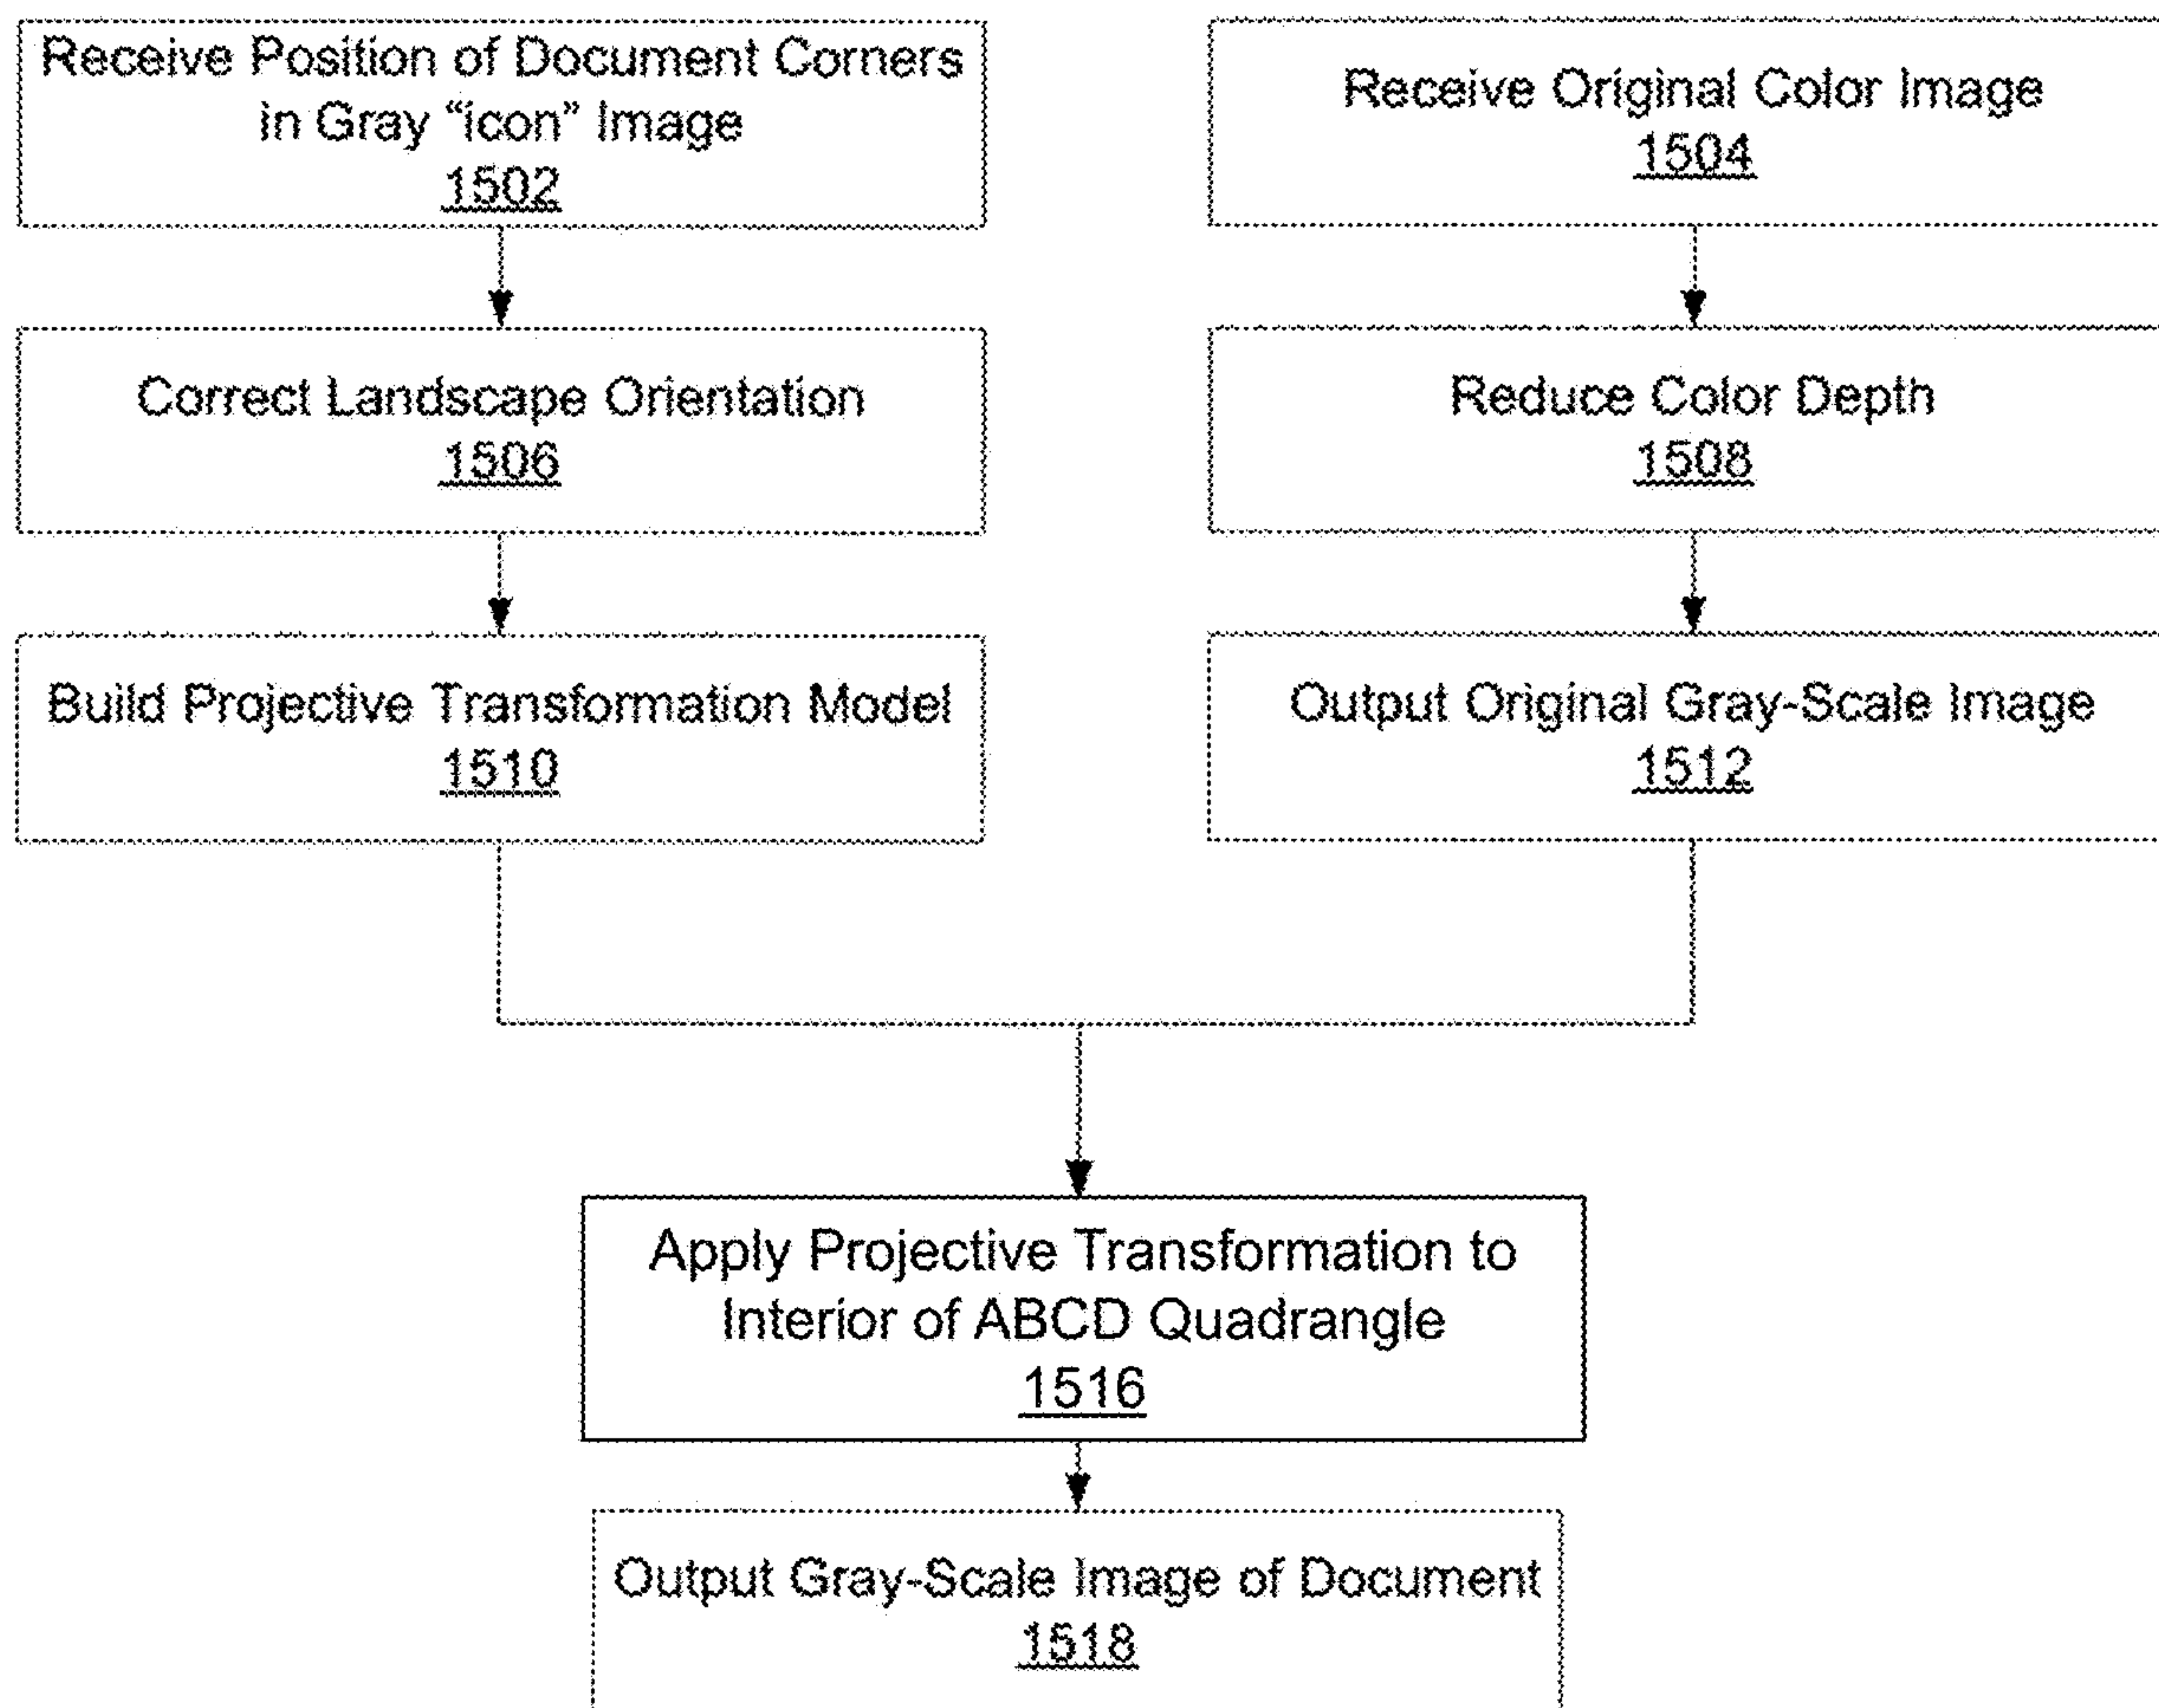 Receive Position of Document Corners
in Gray “icon” Image
1502
Receive Original Color Image
1504
Correct Landscape Orientation
1506
Reduce Color Depth
1508
Build Projective Transformation Model
1510
Output Original Gray-Scale Image
1512
Apply Projective Transformation to
Interior of ABCD Quadrangle
1516
Output Gray-Scale Image of Document
1518